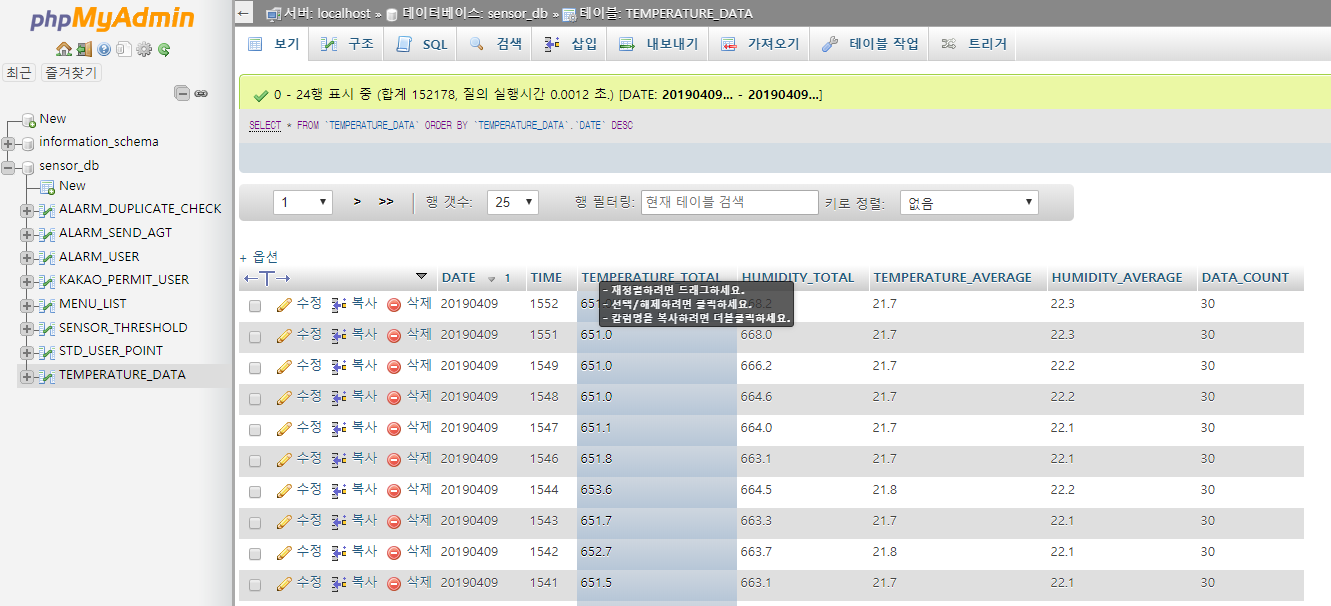 phpMyAdmin
최근 즐겨찾기
New
information_schema
sensor_db
New
ALARM_DUPLICATE_CHECK
ALARM_SEND_AGT
ALARM_USER
KAKAO_PERMIT_USER
MENU_LIST
SENSOR_THRESHOLD
STD_USER_POINT
TEMPERATURE_DATA
서버: localhost » 데이터베이스: sensor_db » 테이블: TEMPERATURE_DATA
보기 구조 SQL 검색 삽입 내보내기 가져오기 테이블 작업 트리거
0 - 24행 표시 중 (합계 152178, 질의 실행시간 0.0012 초.) [DATE: 20190409... - 20190409...]
SELECT * FROM `TEMPERATURE_DATA` ORDER BY `TEMPERATURE_DATA`.`DATE` DESC
1 > >> 행 갯수: 25 행 필터링: 현재 테이블 검색 키로 정렬: 없음
+ 옵션
←T→ DATE 1 TIME TEMPERATURE_TOTAL HUMIDITY_TOTAL TEMPERATURE_AVERAGE HUMIDITY_AVERAGE DATA_COUNT
- 재정렬하려면 드래그하세요.
- 선택/해제하려면 클릭하세요.
- 칼럼명을 복사하려면 더블클릭하세요.
수정 복사 삭제 20190409 1552 21.7 22.3 30
수정 복사 삭제 20190409 1551 651.0 668.0 21.7 22.3 30
수정 복사 삭제 20190409 1549 651.0 666.2 21.7 22.2 30
수정 복사 삭제 20190409 1548 651.0 664.6 21.7 22.2 30
수정 복사 삭제 20190409 1547 651.1 664.0 21.7 22.1 30
수정 복사 삭제 20190409 1546 651.8 663.1 21.7 22.1 30
수정 복사 삭제 20190409 1544 653.6 664.5 21.8 22.2 30
수정 복사 삭제 20190409 1543 651.7 663.3 21.7 22.1 30
수정 복사 삭제 20190409 1542 652.7 663.7 21.8 22.1 30
수정 복사 삭제 20190409 1541 651.5 663.1 21.7 22.1 30